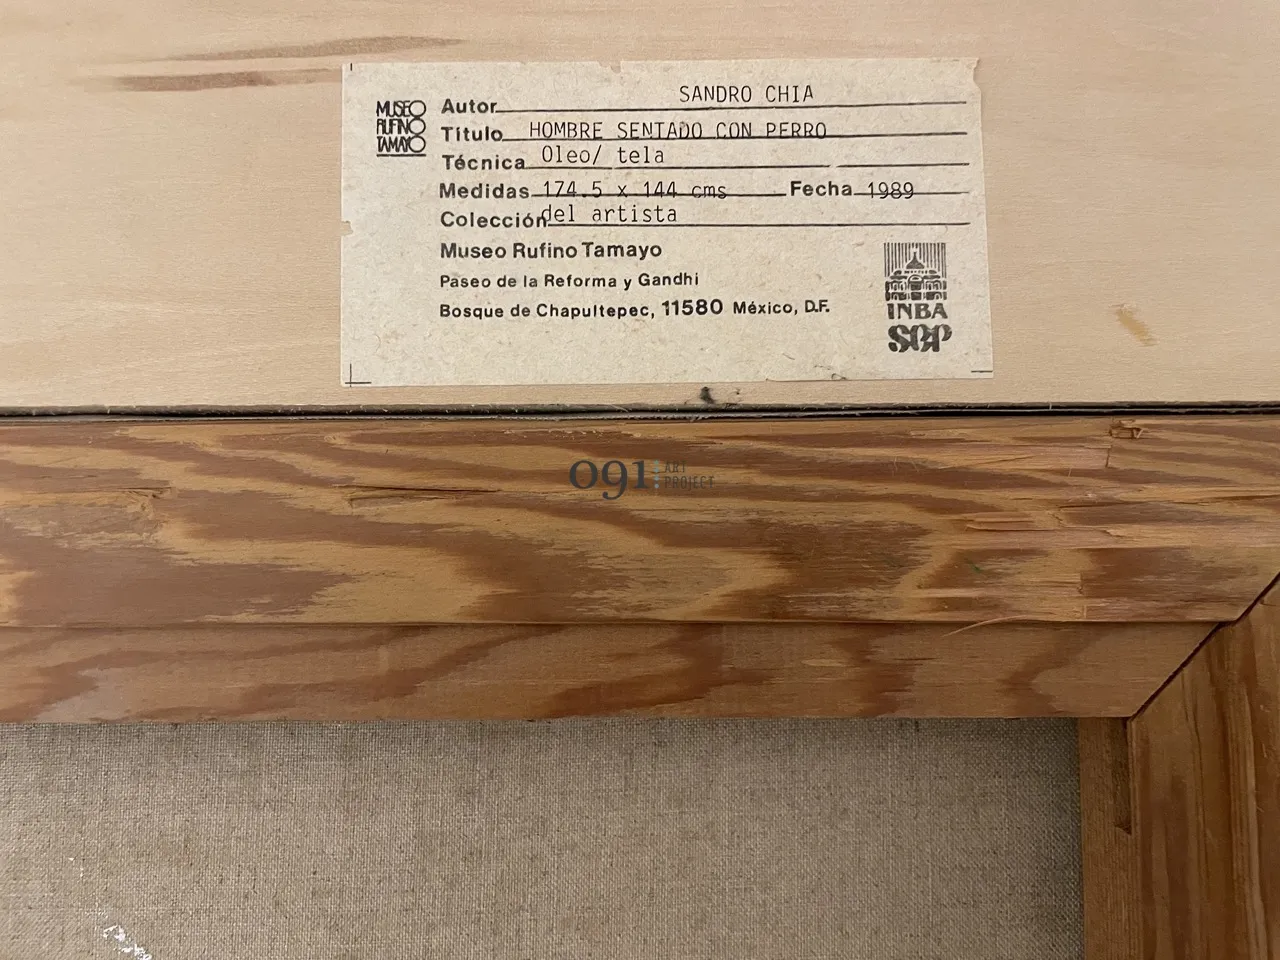 MUSEO
RUFINO
TAMAYO
Autor SANDRO CHIA
Título HOMBRE SENTADO CON PERRO
Técnica Oleo/ tela
Medidas 174.5 x 144 cms Fecha 1989
Colección del artista
Museo Rufino Tamayo
Paseo de la Reforma y Gandhi
Bosque de Chapultepec, 11580 México, D.F.
INBA
SEP
091 ART
PROJECT